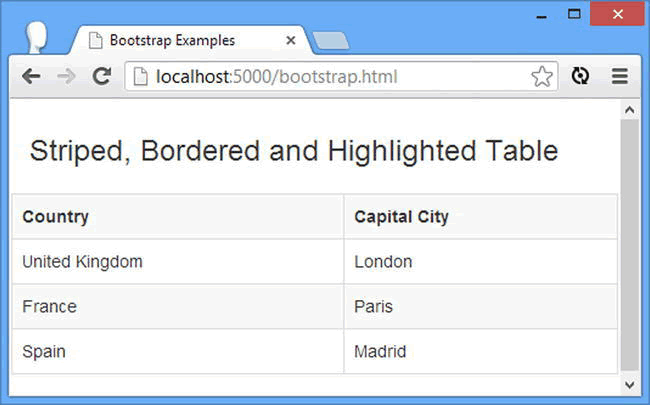 Bootstrap Examples
localhost:5000/bootstrap.html
Striped, Bordered and Highlighted Table
Country Capital City
United Kingdom London
France Paris
Spain Madrid